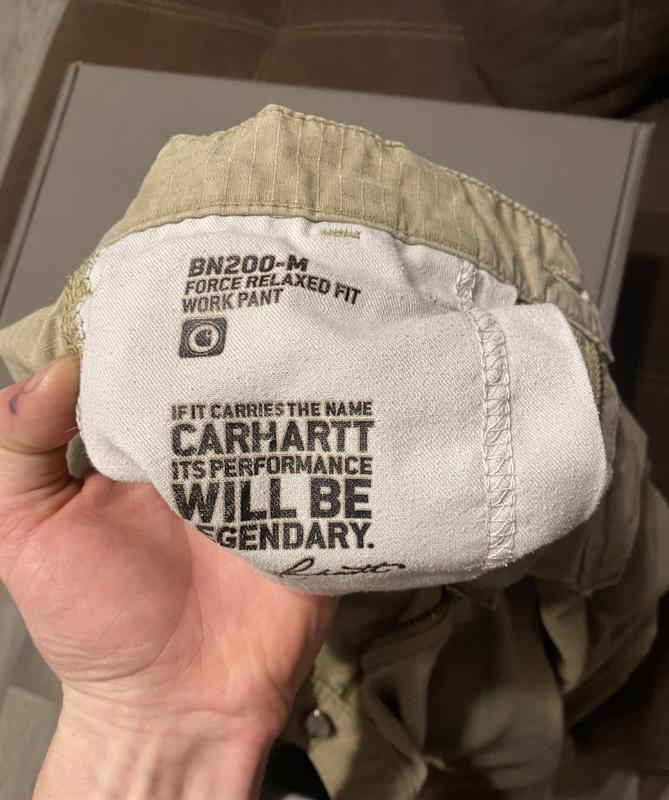 BN200-M
FORCE RELAXED FIT
WORK PANT
IF IT CARRIES THE NAME
CARHARTT
ITS PERFORMANCE
WILL BE
LEGENDARY.